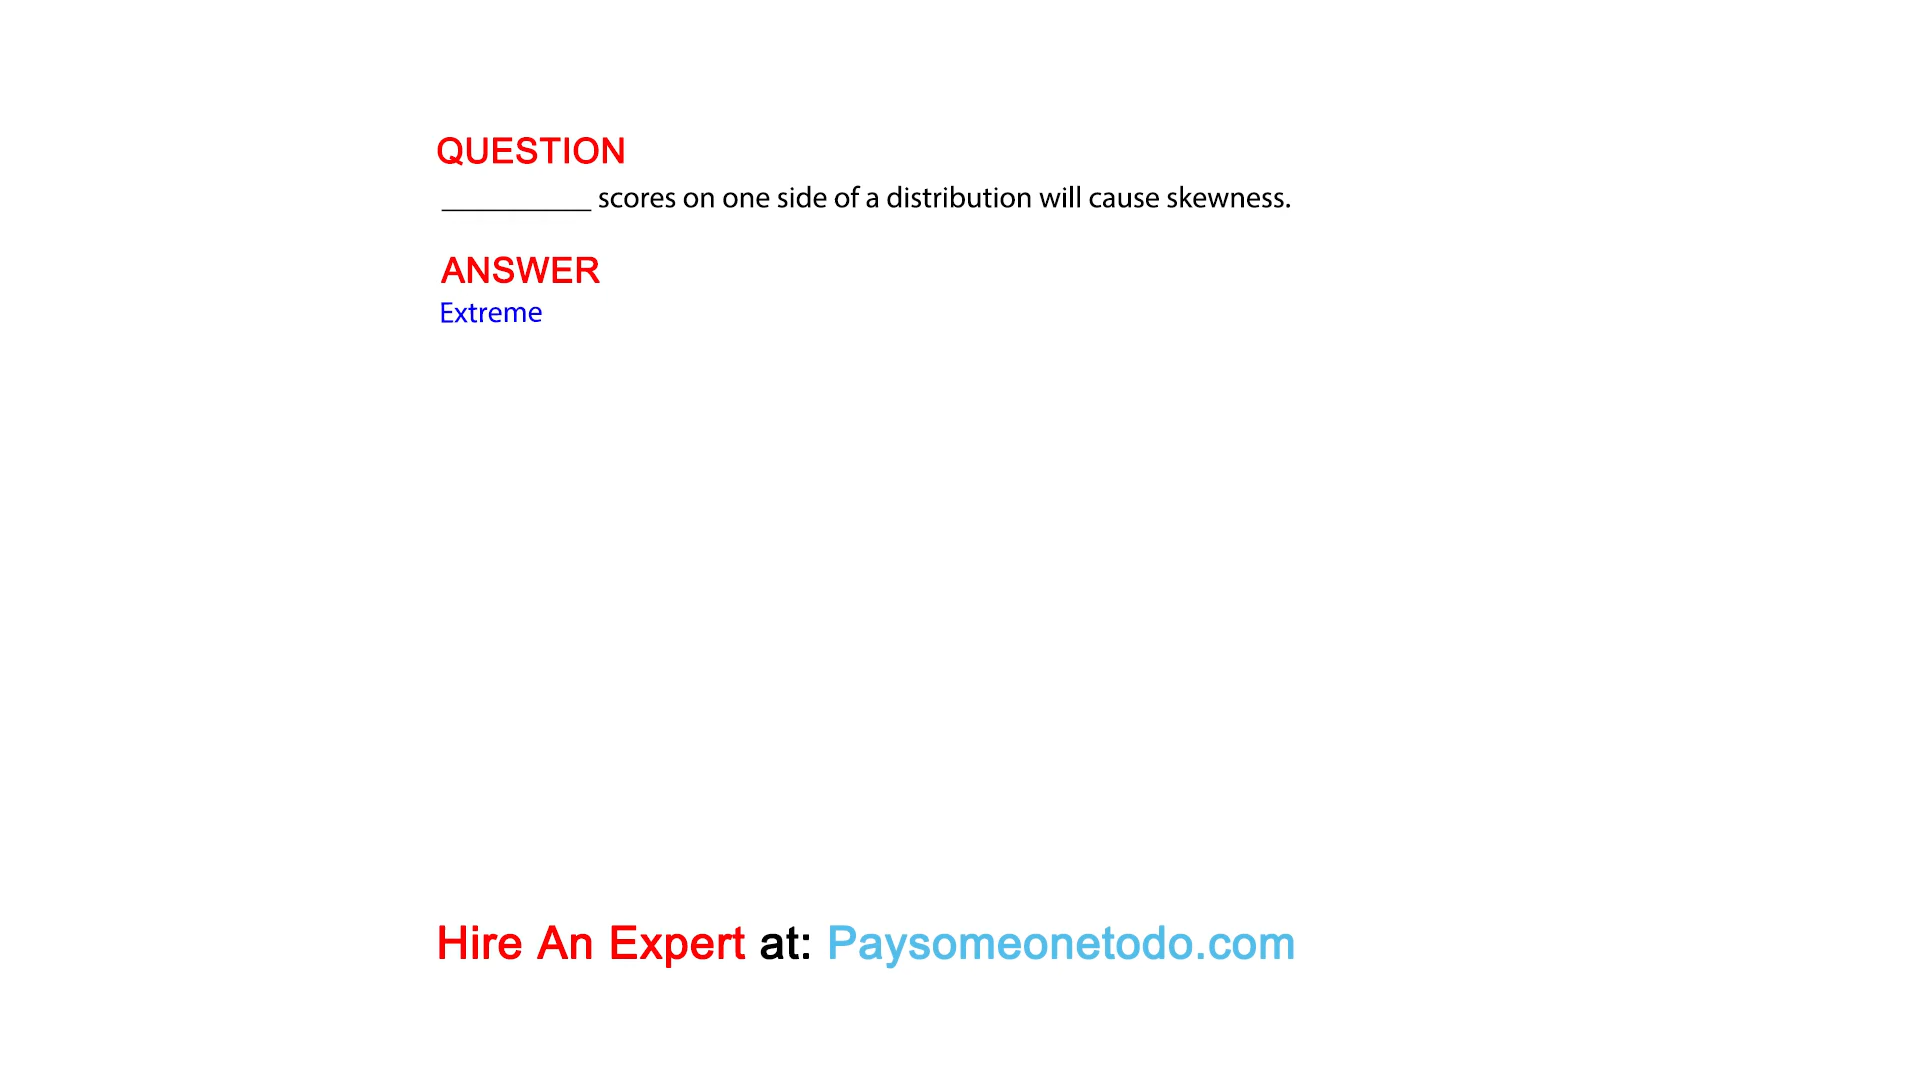 QUESTION
__________ scores on one side of a distribution will cause skewness.
ANSWER
Extreme
Hire An Expert at: Paysomeonetodo.com